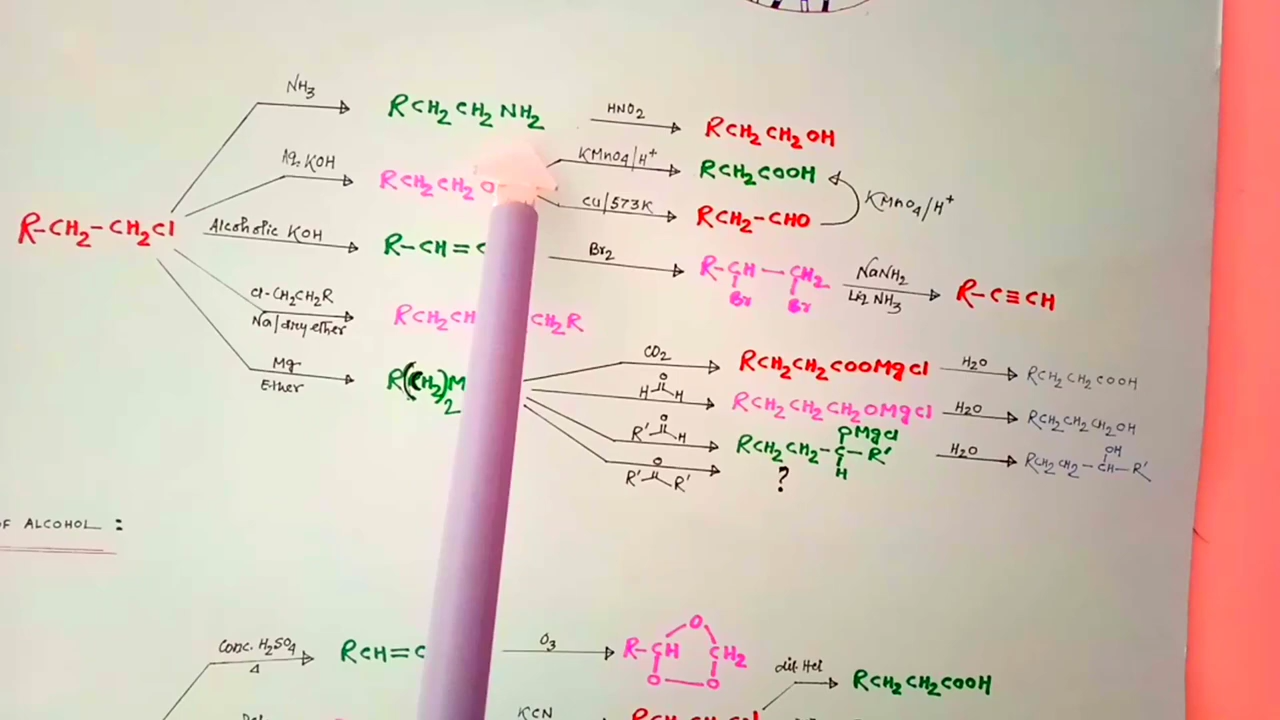 NH3
RCH2CH2NH2
HNO2
RCH2CH2OH
Aq. KOH
RCH2CH2O
KMnO4/H+
RCH2COOH
KMnO4/H+
Cu/573K
RCH2-CHO
R-CH2-CH2Cl
Alcoholic KOH
R-CH=C
Br2
R-CH-CH2
Br Br
NaNH2
Liq NH3
R-C≡CH
Cl-CH2CH2R
Na/dry ether
RCH2CH CH2R
Mg
Ether
R(CH2)2M
CO2
RCH2CH2COOMgCl
H2O
RCH2CH2COOH
O
H H
RCH2CH2CH2OMgCl
H2O
RCH2CH2CH2OH
O
R' H
OMgCl
RCH2CH2-C-R'
H
H2O
OH
RCH2CH2-CH-R'
O
R' R'
?
OF ALCOHOL :
Conc. H2SO4
Δ
RCH=C
O3
O
R-CH CH2
O O
dil. HCl
RCH2CH2COOH
KCN